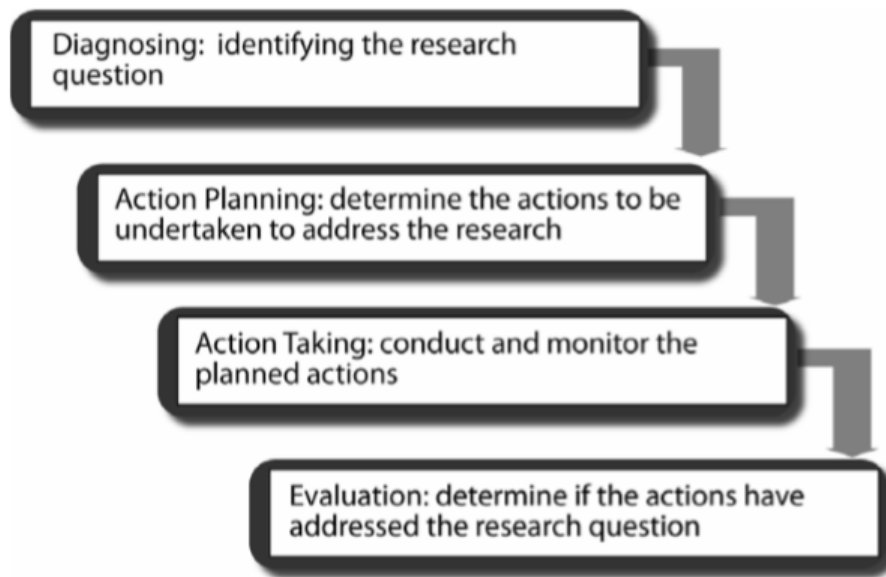 Diagnosing: identifying the research
question
Action Planning: determine the actions to be
undertaken to address the research
Action Taking: conduct and monitor the
planned actions
Evaluation: determine if the actions have
addressed the research question